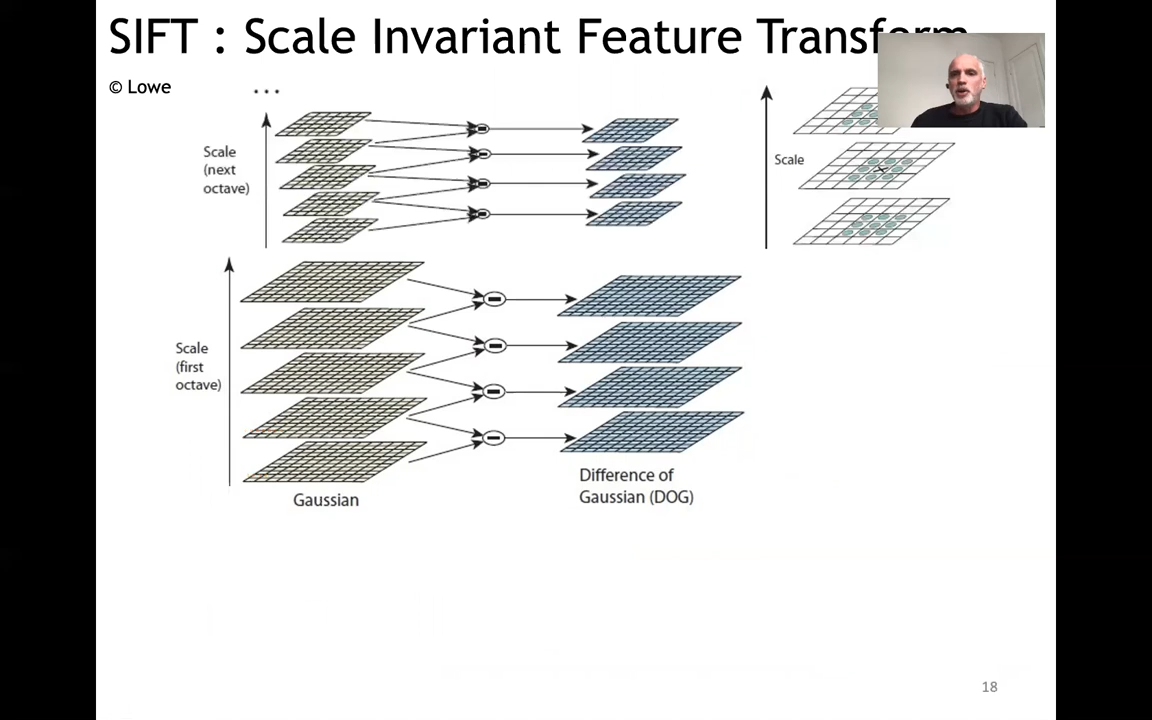 SIFT : Scale Invariant Feature Transform
© Lowe
...
Scale
(next
octave)
Scale
Scale
(first
octave)
Gaussian
Difference of
Gaussian (DOG)
18